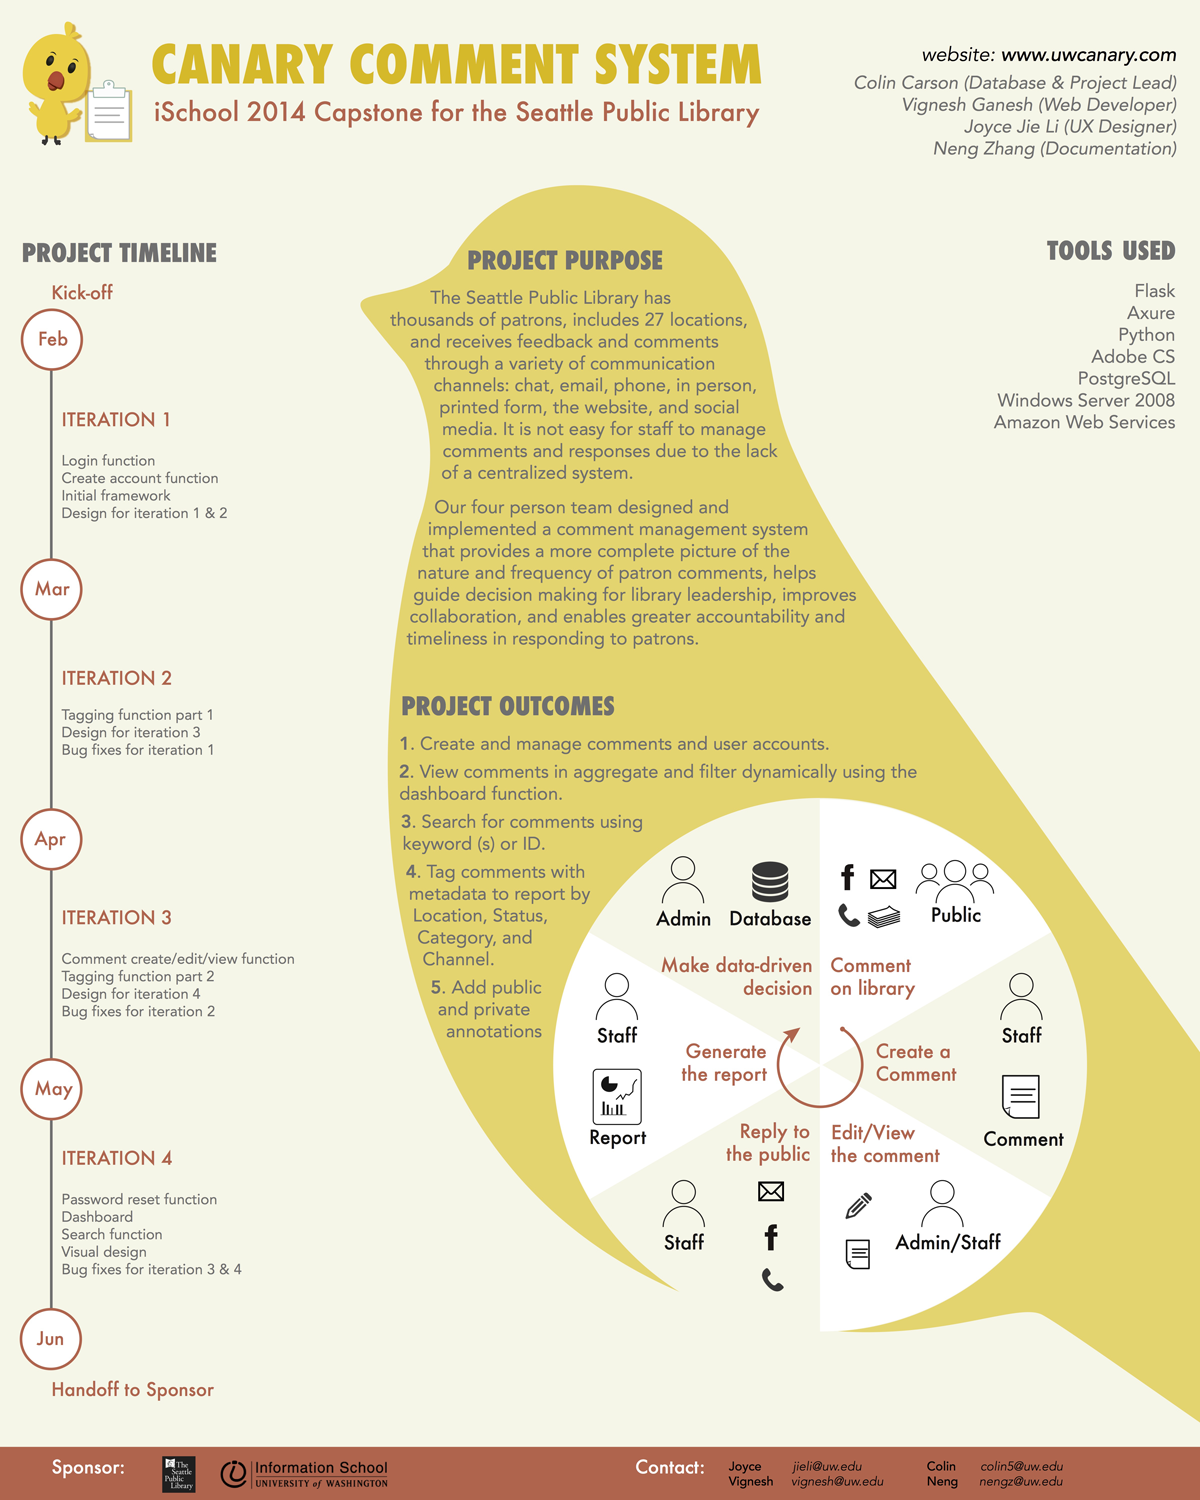 CANARY COMMENT SYSTEM
iSchool 2014 Capstone for the Seattle Public Library
website: www.uwcanary.com
Colin Carson (Database & Project Lead)
Vignesh Ganesh (Web Developer)
Joyce Jie Li (UX Designer)
Neng Zhang (Documentation)
PROJECT TIMELINE
Kick-off
Feb
ITERATION 1
Login function
Create account function
Initial framework
Design for iteration 1 & 2
Mar
ITERATION 2
Tagging function part 1
Design for iteration 3
Bug fixes for iteration 1
Apr
ITERATION 3
Comment create/edit/view function
Tagging function part 2
Design for iteration 4
Bug fixes for iteration 2
May
ITERATION 4
Password reset function
Dashboard
Search function
Visual design
Bug fixes for iteration 3 & 4
Jun
Handoff to Sponsor
PROJECT PURPOSE
The Seattle Public Library has
thousands of patrons, includes 27 locations,
and receives feedback and comments
through a variety of communication
channels: chat, email, phone, in person,
printed form, the website, and social
media. It is not easy for staff to manage
comments and responses due to the lack
of a centralized system.
Our four person team designed and
implemented a comment management system
that provides a more complete picture of the
nature and frequency of patron comments, helps
guide decision making for library leadership, improves
collaboration, and enables greater accountability and
timeliness in responding to patrons.
PROJECT OUTCOMES
1. Create and manage comments and user accounts.
2. View comments in aggregate and filter dynamically using the
dashboard function.
3. Search for comments using
keyword (s) or ID.
4. Tag comments with
metadata to report by
Location, Status,
Category, and
Channel.
5. Add public
and private
annotations
TOOLS USED
Flask
Axure
Python
Adobe CS
PostgreSQL
Windows Server 2008
Amazon Web Services
Admin
Database
Make data-driven
decision
Public
Comment
on library
Staff
Create a
Comment
Comment
Edit/View
the comment
Admin/Staff
Reply to
the public
Staff
Staff
Generate
the report
Report
Sponsor:
The
Seattle
Public
Library
Information School
UNIVERSITY of WASHINGTON
Contact:
Joyce jieli@uw.edu
Vignesh vignesh@uw.edu
Colin colin5@uw.edu
Neng nengz@uw.edu